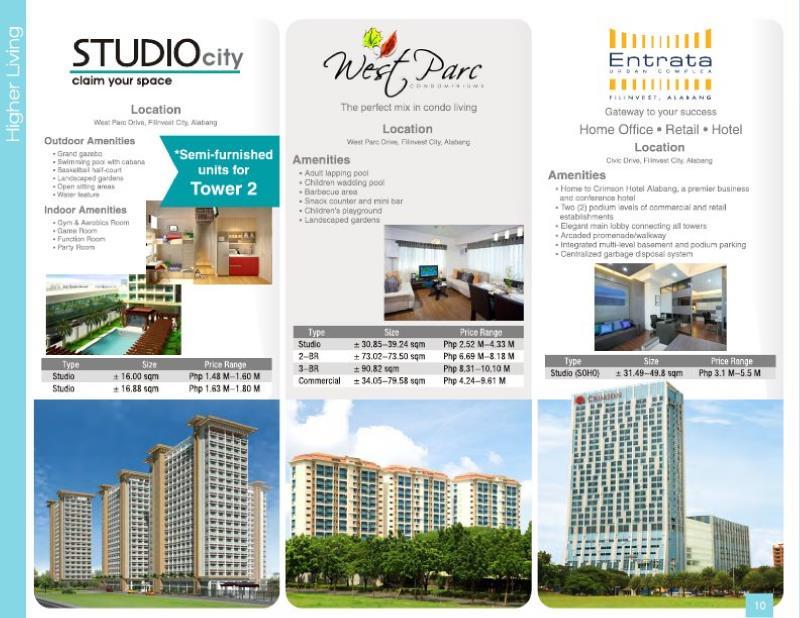 Higher Living
STUDIO city
claim your space
Location
West Parc Drive, Filinvest City, Alabang
Outdoor Amenities
• Grand gazebo
• Swimming pool with cabana
• Basketball half-court
• Landscaped gardens
• Open sitting areas
• Water feature
*Semi-furnished
units for
Tower 2
Indoor Amenities
• Gym & Aerobics Room
• Game Room
• Function Room
• Party Room
Type Size Price Range
Studio ± 16.00 sqm Php 1.48 M–1.60 M
Studio ± 16.88 sqm Php 1.63 M–1.80 M
West Parc
CONDOMINIUMS
The perfect mix in condo living
Location
West Parc Drive, Filinvest City, Alabang
Amenities
• Adult lapping pool
• Children wadding pool
• Barbecue area
• Snack counter and mini bar
• Children's playground
• Landscaped gardens
Type Size Price Range
Studio ± 30.85–39.24 sqm Php 2.52 M–4.33 M
2–BR ± 73.02–73.50 sqm Php 6.69 M–8.18 M
3–BR ± 90.82 sqm Php 8.31–10.10 M
Commercial ± 34.05–79.58 sqm Php 4.24–9.61 M
Entrata
URBAN COMPLEX
FILINVEST, ALABANG
Gateway to your success
Home Office • Retail • Hotel
Location
Civic Drive, Filinvest City, Alabang
Amenities
• Home to Crimson Hotel Alabang, a premier business
and conference hotel
• Two (2) podium levels of commercial and retail
establishments
• Elegant main lobby connecting all towers
• Arcaded promenade/walkway
• Integrated multi-level basement and podium parking
• Centralized garbage disposal system
Type Size Price Range
Studio (SOHO) ± 31.49–49.8 sqm Php 3.1 M–5.5 M
CRIMSON
10